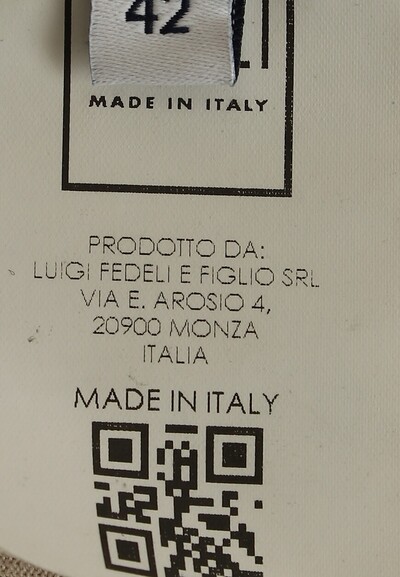 42
MADE IN ITALY
PRODOTTO DA:
LUIGI FEDELI E FIGLIO SRL
VIA E. AROSIO 4,
20900 MONZA
ITALIA
MADE IN ITALY